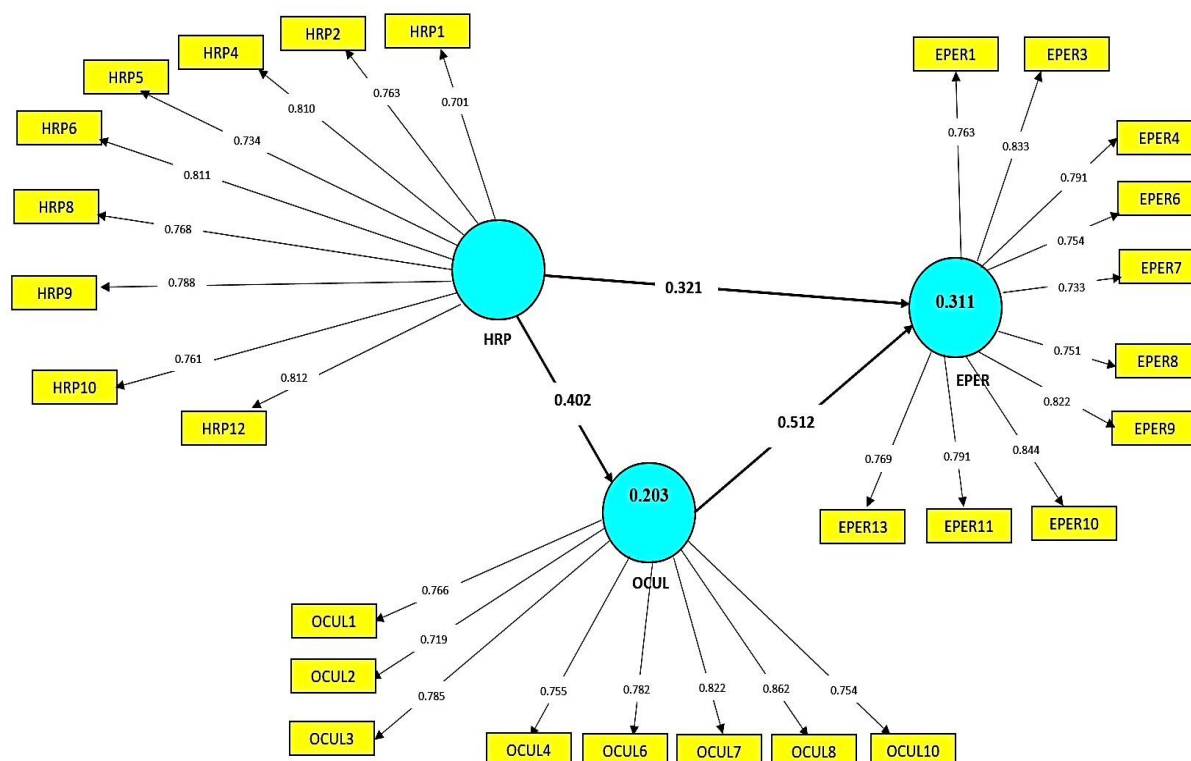 HRP1
HRP2
HRP4
HRP5
HRP6
HRP8
HRP9
HRP10
HRP12
0.701
0.763
0.810
0.734
0.811
0.768
0.788
0.761
0.812
HRP
0.321
0.402
0.512
EPER1
EPER3
EPER4
EPER6
EPER7
EPER8
EPER9
EPER10
EPER11
EPER13
0.763
0.833
0.791
0.754
0.733
0.751
0.822
0.844
0.791
0.769
0.311
EPER
0.203
OCUL
0.766
0.719
0.785
0.755
0.782
0.822
0.862
0.754
OCUL1
OCUL2
OCUL3
OCUL4
OCUL6
OCUL7
OCUL8
OCUL10